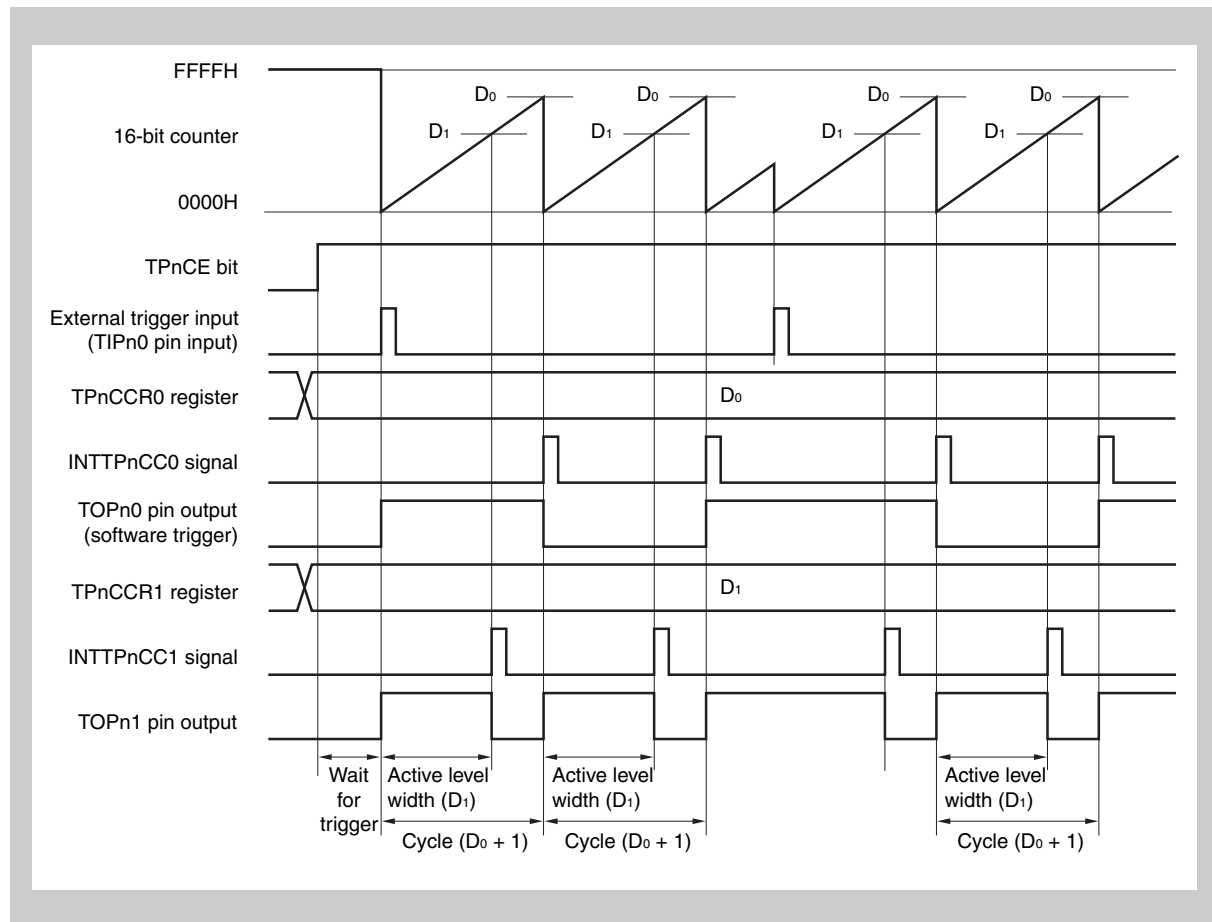 FFFFH
D0 D0 D0 D0
D1 D1 D1 D1
16-bit counter
0000H
TPnCE bit
External trigger input
(TIPn0 pin input)
TPnCCR0 register
D0
INTTPnCC0 signal
TOPn0 pin output
(software trigger)
TPnCCR1 register
D1
INTTPnCC1 signal
TOPn1 pin output
Wait
for
trigger
Active level
width (D1)
Active level
width (D1)
Active level
width (D1)
Cycle (D0 + 1)
Cycle (D0 + 1)
Cycle (D0 + 1)